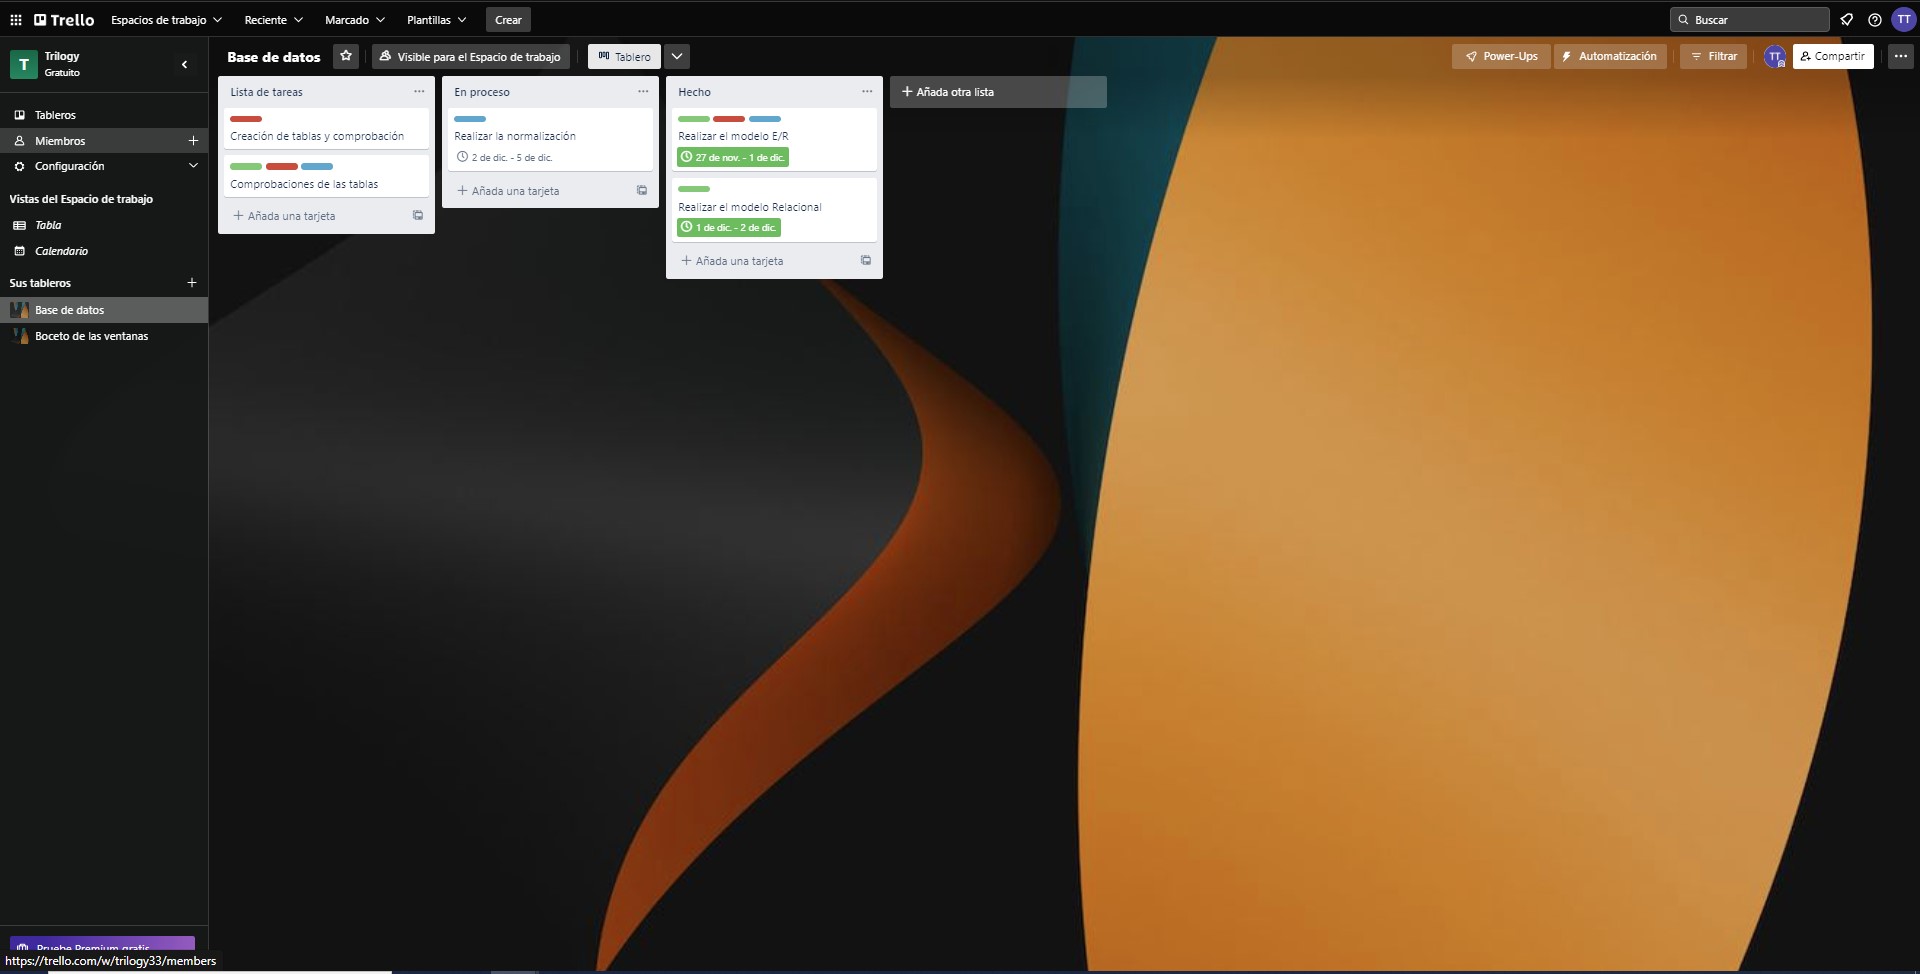 Trello Espacios de trabajo Reciente Marcado Plantillas Crear Buscar TT
T Trilogy
Gratuito
Base de datos Visible para el Espacio de trabajo Tablero Power-Ups Automatización Filtrar TT Compartir
Tableros
Miembros
Configuración
Vistas del Espacio de trabajo
Tabla
Calendario
Sus tableros
Base de datos
Boceto de las ventanas
Pruebe Premium gratis
https://trello.com/w/trilogy33/members
Lista de tareas
Creación de tablas y comprobación
Comprobaciones de las tablas
Añada una tarjeta
En proceso
Realizar la normalización
2 de dic. - 5 de dic.
Añada una tarjeta
Hecho
Realizar el modelo E/R
27 de nov. - 1 de dic.
Realizar el modelo Relacional
1 de dic. - 2 de dic.
Añada una tarjeta
Añada otra lista